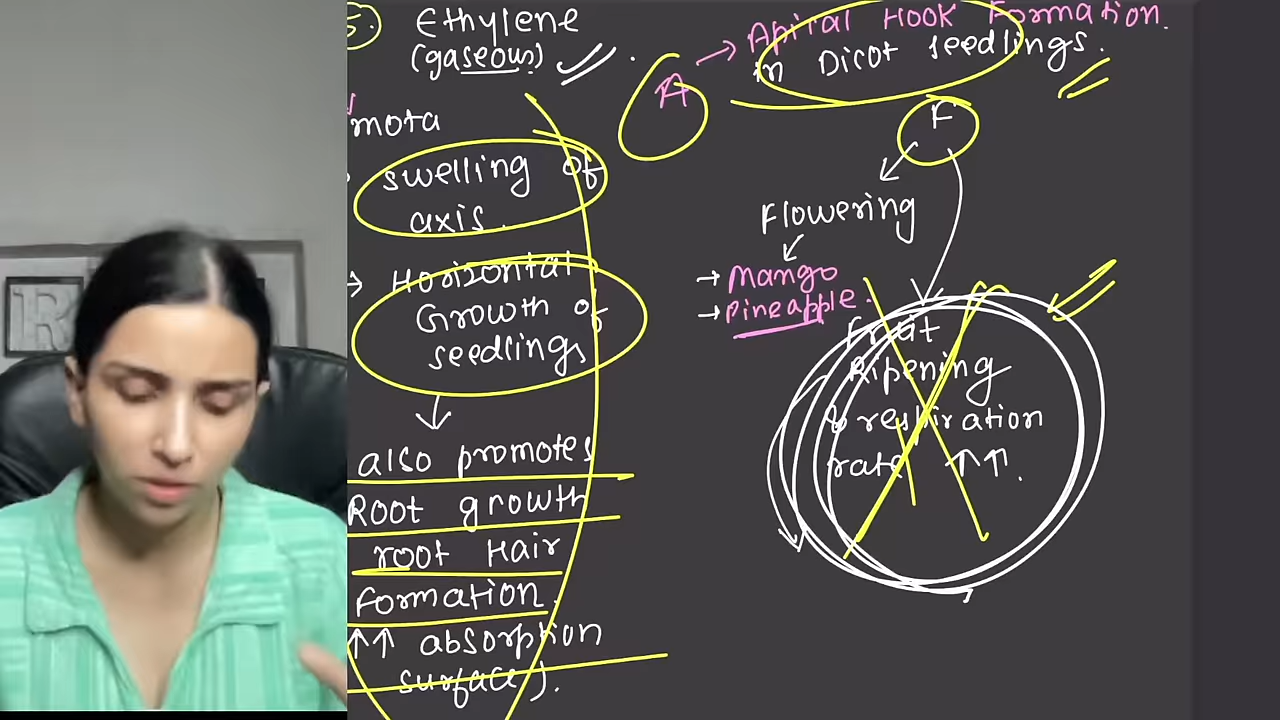 5. Ethylene
(gaseous)
mota
swelling of
axis.
→ Horizontal
Growth of
seedlings
also promotes
Root growth
root Hair
Formation.
↑↑ absorption
surface).
A → Apical Hook Formation.
in Dicot seedlings.
F
Flowering
→ Mango
→ Pineapple.
Fruit
Ripening
& respiration
rate ↑↑.
R